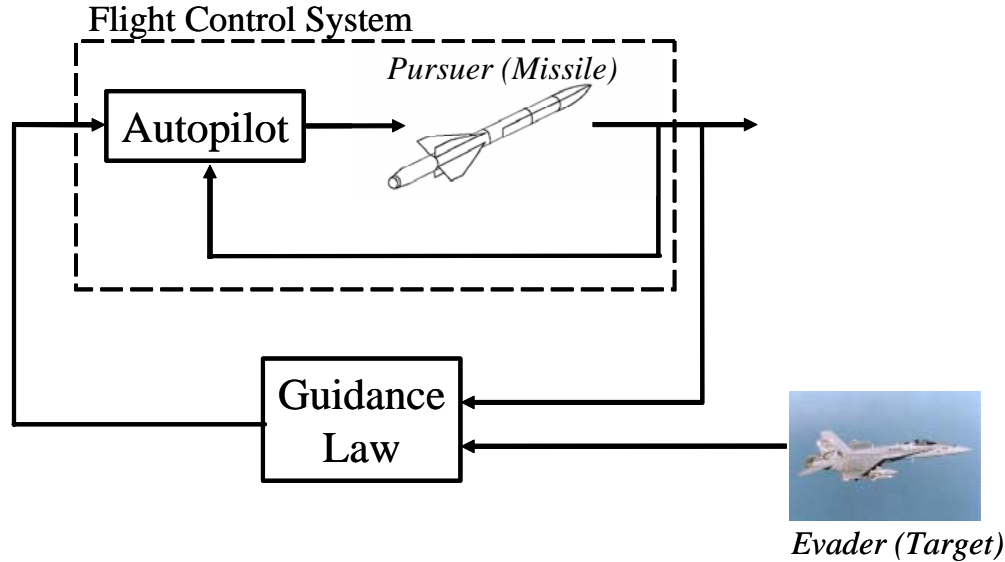 Flight Control System
Pursuer (Missile)
Autopilot
Guidance
Law
Evader (Target)